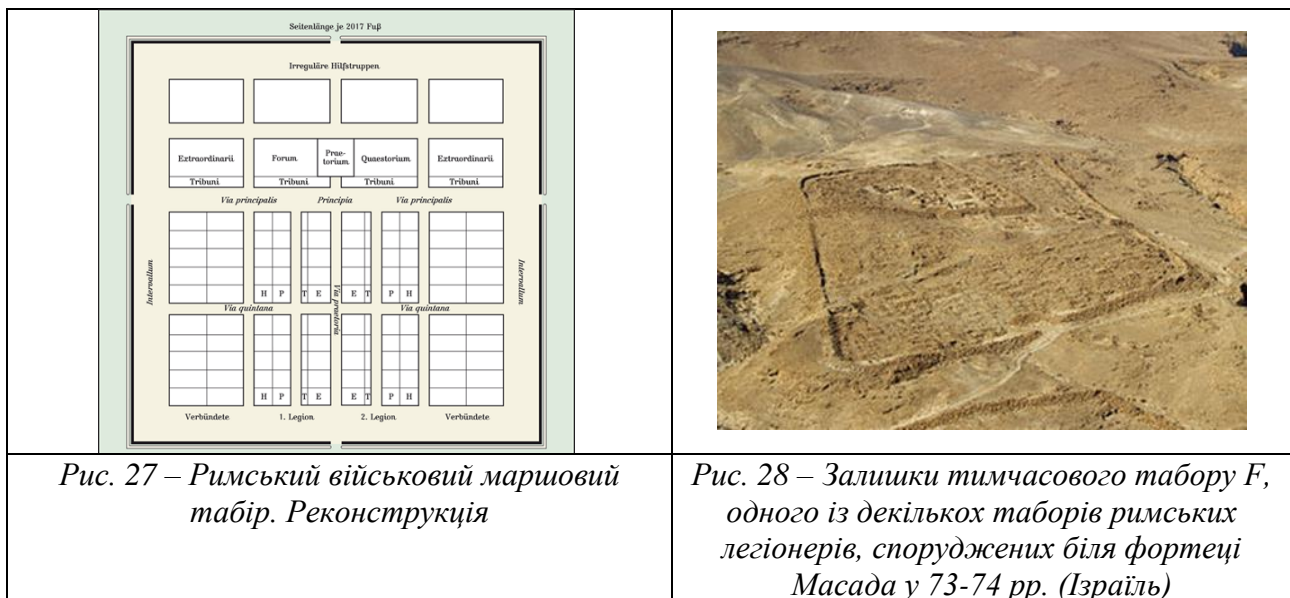 Seitenlänge je 2017 Fuß
Irreguläre Hilfstruppen
Extraordinarii
Forum
Prae-
torium
Quaestorium
Extraordinarii
Tribuni
Tribuni
Tribuni
Tribuni
Via principalis
Principia
Via principalis
Intervallum
Intervallum
H P T E E T P H
Via praetoria
Via quintana
Via quintana
H P T E E T P H
Verbündete
1. Legion
2. Legion
Verbündete
Рис. 27 – Римський військовий маршовий
табір. Реконструкція
Рис. 28 – Залишки тимчасового табору F,
одного із декількох таборів римських
легіонерів, споруджених біля фортеці
Масада у 73-74 рр. (Ізраїль)